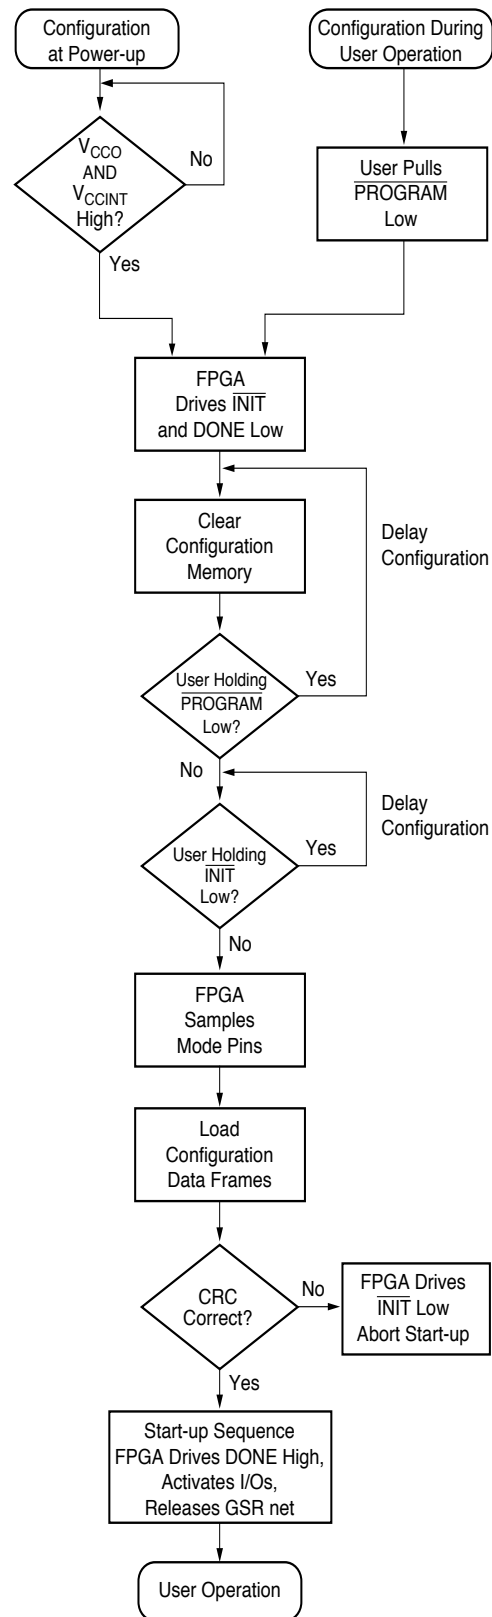 Configuration
at Power-up
Configuration During
User Operation
VCCO
AND
VCCINT
High?
No
Yes
User Pulls
PROGRAM
Low
FPGA
Drives INIT
and DONE Low
Clear
Configuration
Memory
Delay
Configuration
User Holding
PROGRAM
Low?
Yes
No
Delay
Configuration
User Holding
INIT
Low?
Yes
No
FPGA
Samples
Mode Pins
Load
Configuration
Data Frames
CRC
Correct?
No
FPGA Drives
INIT Low
Abort Start-up
Yes
Start-up Sequence
FPGA Drives DONE High,
Activates I/Os,
Releases GSR net
User Operation